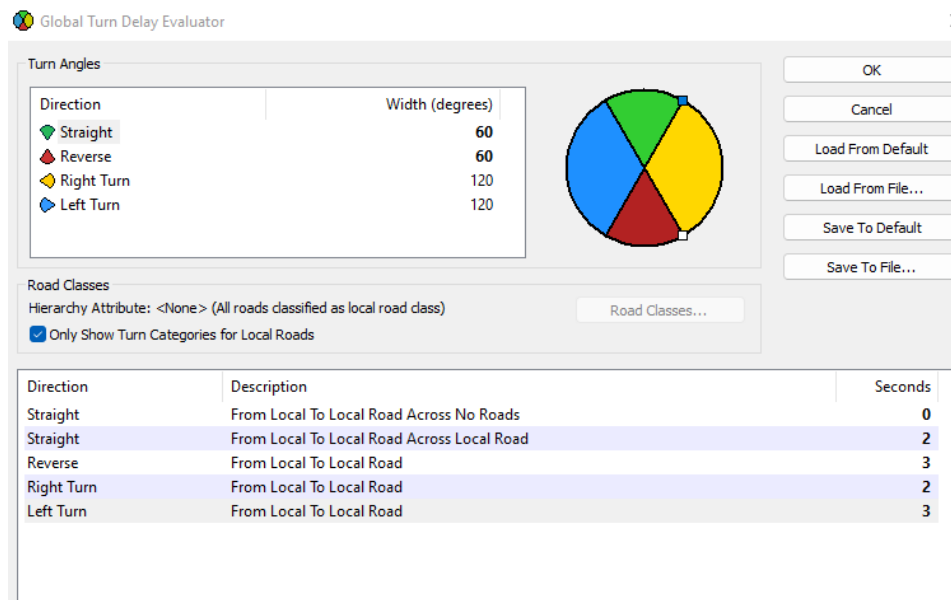 Global Turn Delay Evaluator
Turn Angles
Direction Width (degrees)
Straight 60
Reverse 60
Right Turn 120
Left Turn 120
OK
Cancel
Load From Default
Load From File...
Save To Default
Save To File...
Road Classes
Hierarchy Attribute: <None> (All roads classified as local road class)
Road Classes...
Only Show Turn Categories for Local Roads
Direction Description Seconds
Straight From Local To Local Road Across No Roads 0
Straight From Local To Local Road Across Local Road 2
Reverse From Local To Local Road 3
Right Turn From Local To Local Road 2
Left Turn From Local To Local Road 3